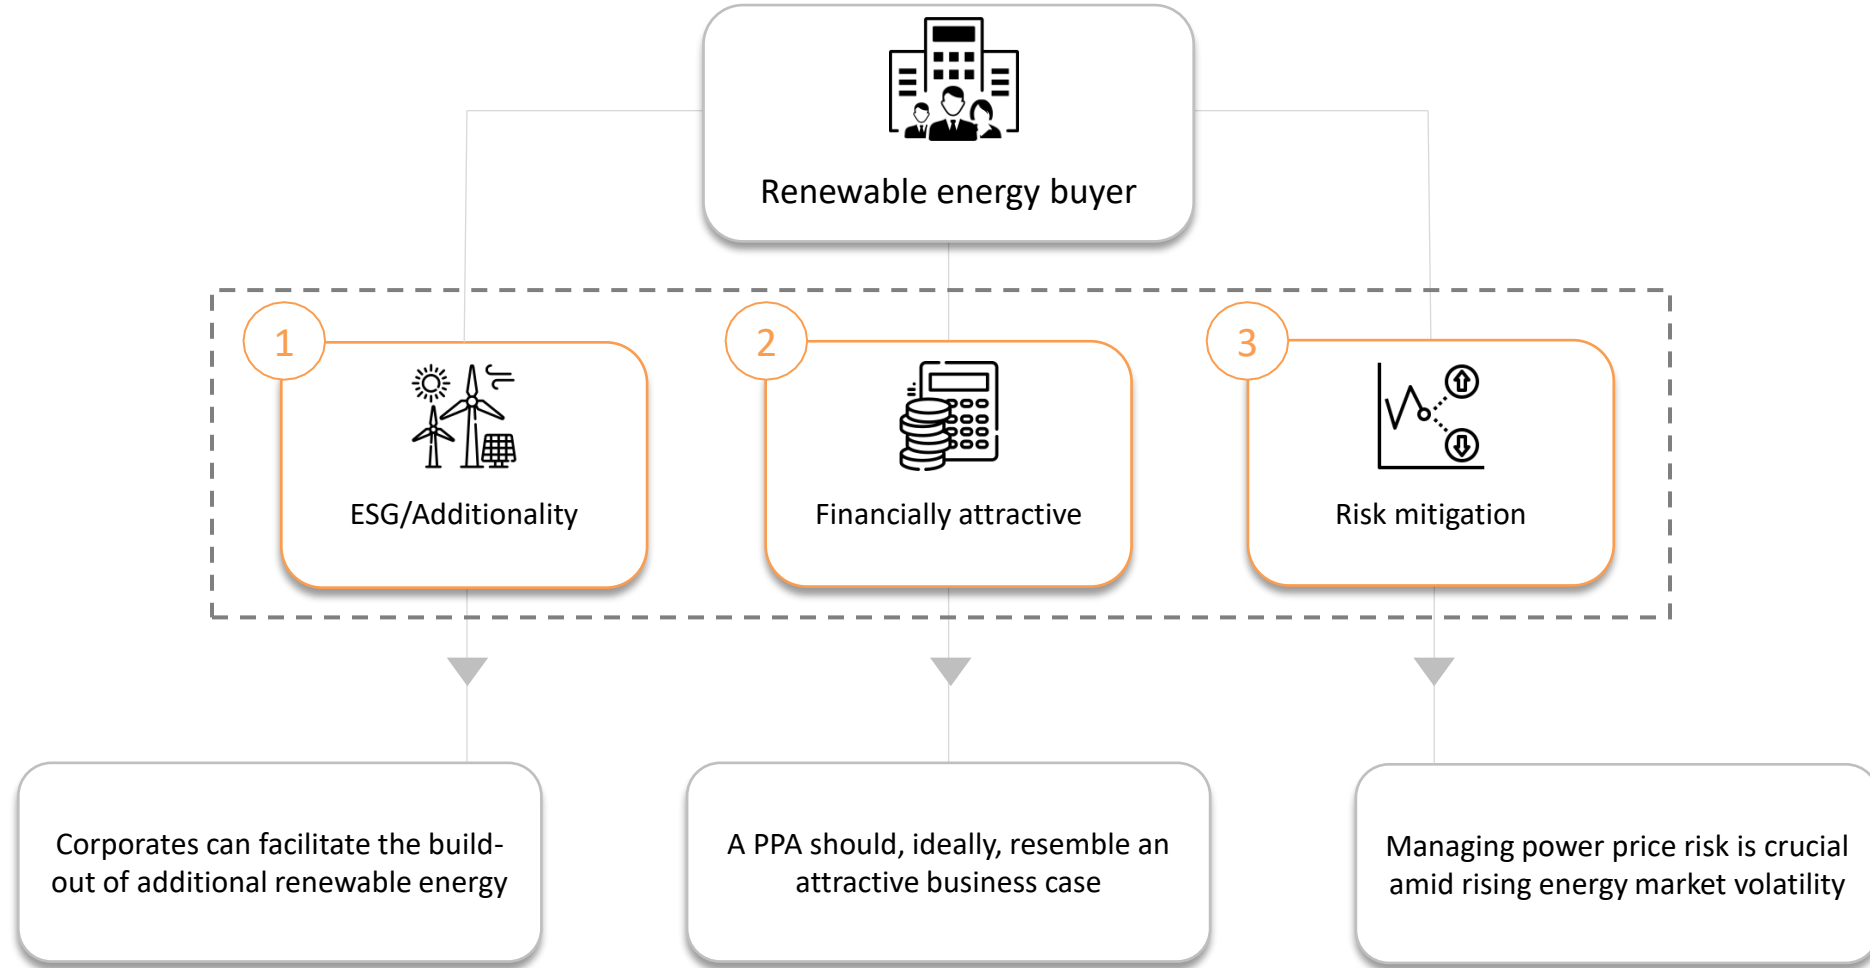 Renewable energy buyer
1
2
3
ESG/Additionality
Financially attractive
Risk mitigation
Corporates can facilitate the build-
out of additional renewable energy
A PPA should, ideally, resemble an
attractive business case
Managing power price risk is crucial
amid rising energy market volatility